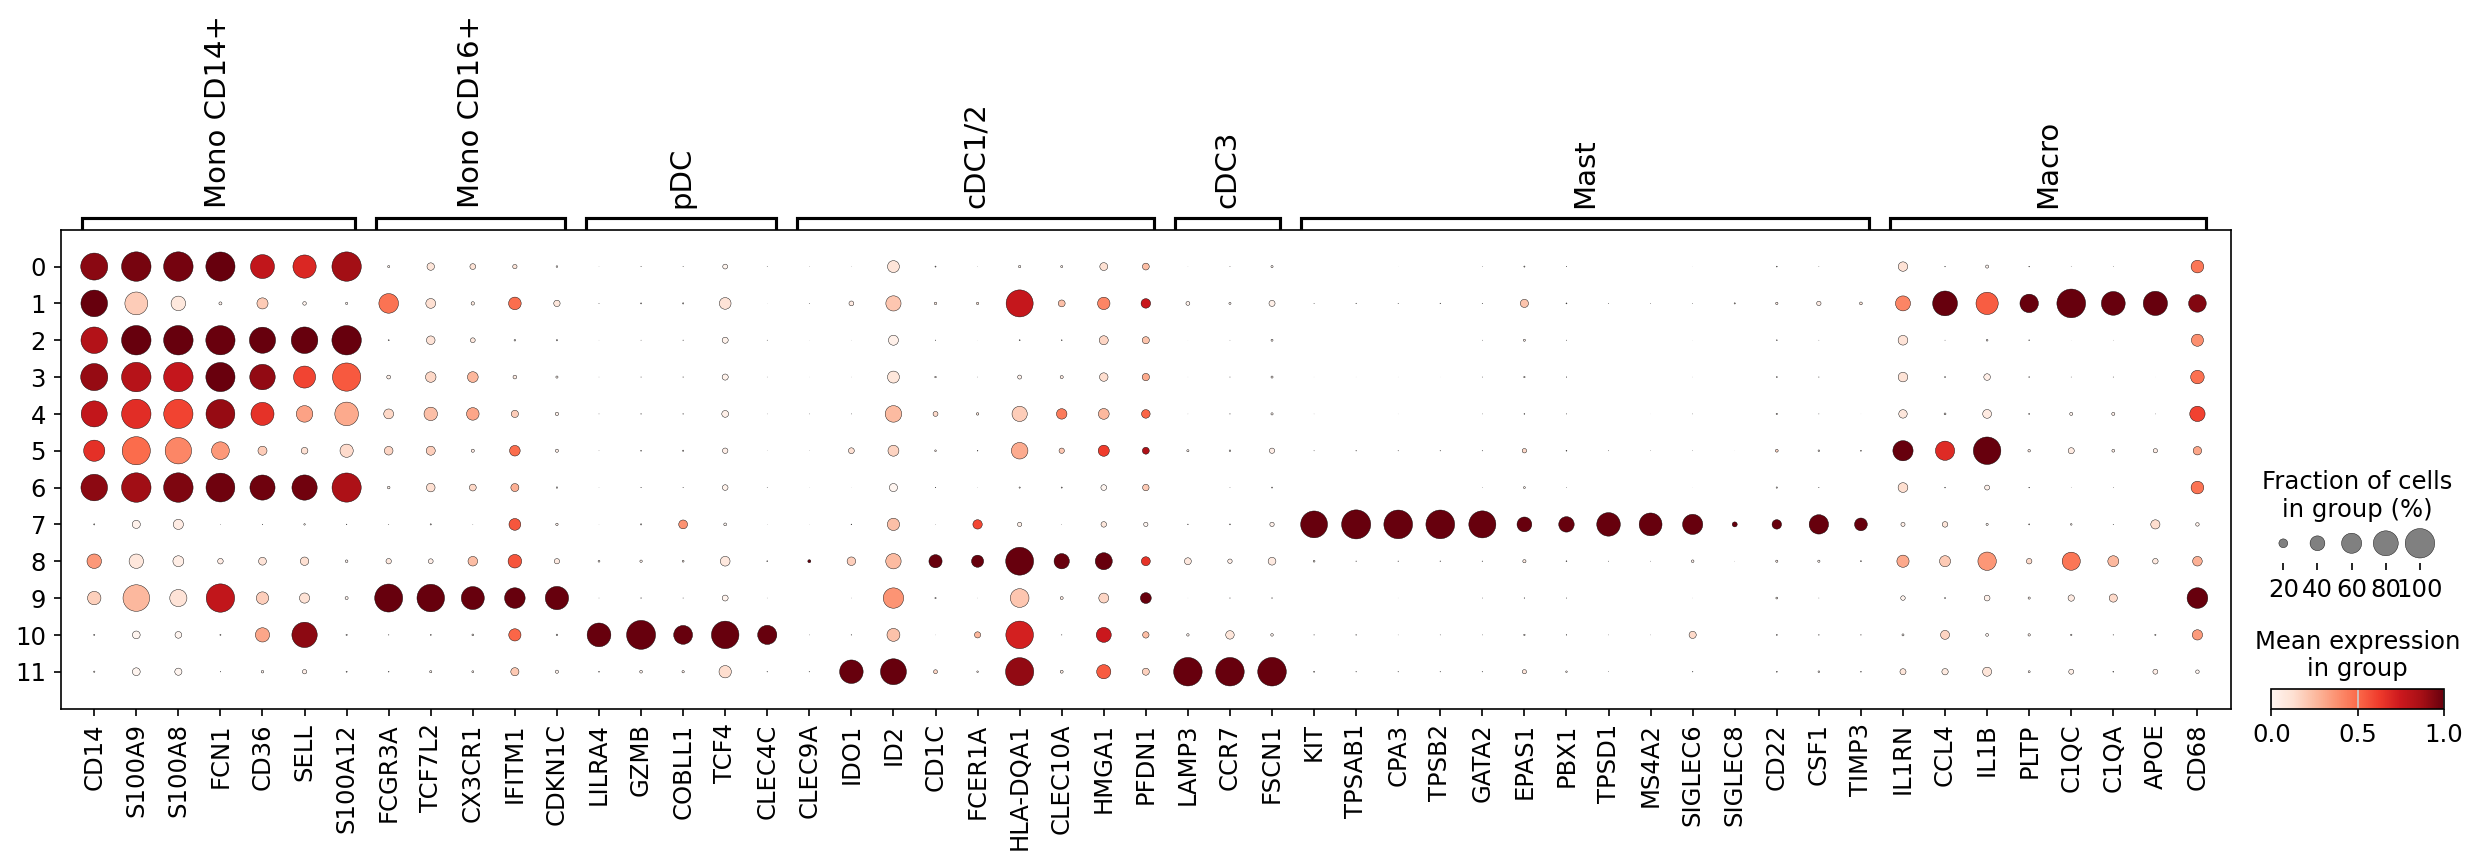 Mono CD14+
Mono CD16+
pDC
cDC1/2
cDC3
Mast
Macro
0
1
2
3
4
5
6
7
8
9
10
11
CD14
S100A9
S100A8
FCN1
CD36
SELL
S100A12
FCGR3A
TCF7L2
CX3CR1
IFITM1
CDKN1C
LILRA4
GZMB
COBLL1
TCF4
CLEC4C
CLEC9A
IDO1
ID2
CD1C
FCER1A
HLA-DQA1
CLEC10A
HMGA1
PFDN1
LAMP3
CCR7
FSCN1
KIT
TPSAB1
CPA3
TPSB2
GATA2
EPAS1
PBX1
TPSD1
MS4A2
SIGLEC6
SIGLEC8
CD22
CSF1
TIMP3
IL1RN
CCL4
IL1B
PLTP
C1QC
C1QA
APOE
CD68
Fraction of cells
in group (%)
20 40 60 80 100
Mean expression
in group
0.0 0.5 1.0